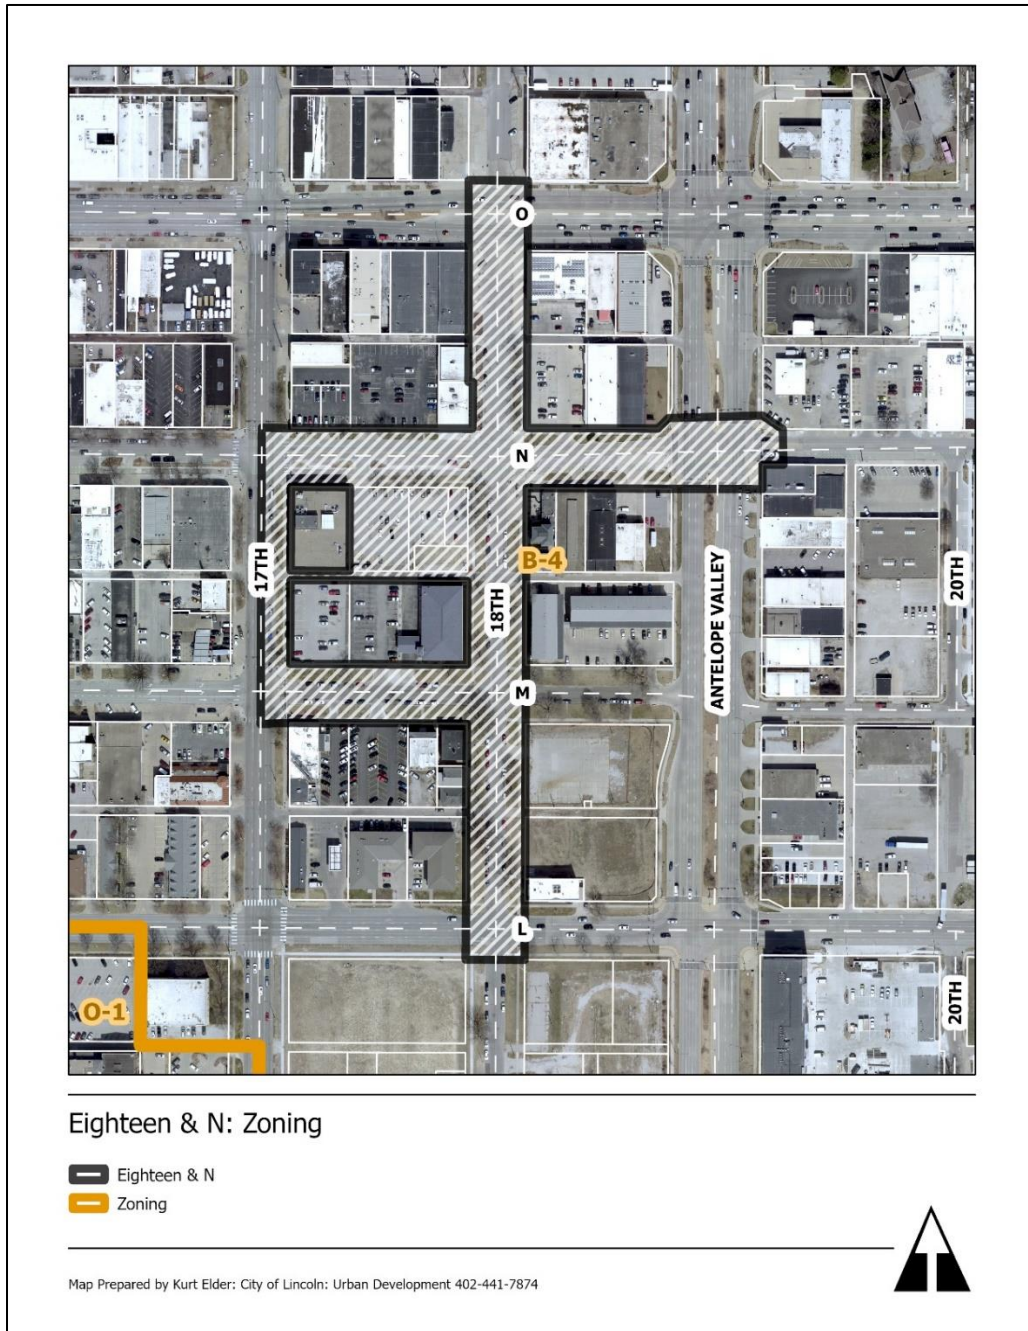 O
N
17TH
B-4
18TH
ANTELOPE VALLEY
20TH
M
L
O-1
20TH
Eighteen & N: Zoning
Eighteen & N
Zoning
Map Prepared by Kurt Elder: City of Lincoln: Urban Development 402-441-7874